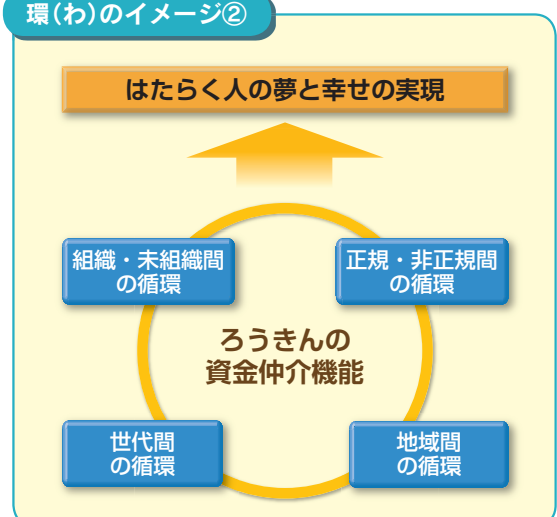 環(わ)のイメージ②
はたらく人の夢と幸せの実現
組織・未組織間
の循環
正規・非正規間
の循環
ろうきんの
資金仲介機能
世代間
の循環
地域間
の循環